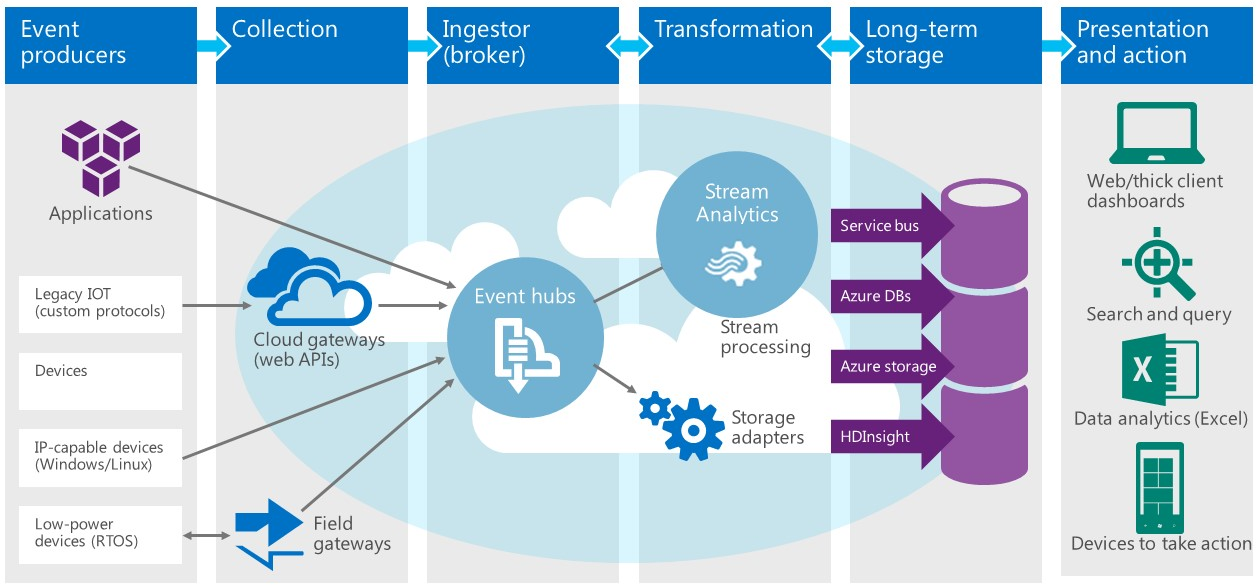 Event
producers
Collection
Ingestor
(broker)
Transformation
Long-term
storage
Presentation
and action
Applications
Legacy IOT
(custom protocols)
Devices
IP-capable devices
(Windows/Linux)
Low-power
devices (RTOS)
Cloud gateways
(web APIs)
Field
gateways
Event hubs
Stream
Analytics
Stream
processing
Storage
adapters
Service bus
Azure DBs
Azure storage
HDInsight
Web/thick client
dashboards
Search and query
X
Data analytics (Excel)
Devices to take action